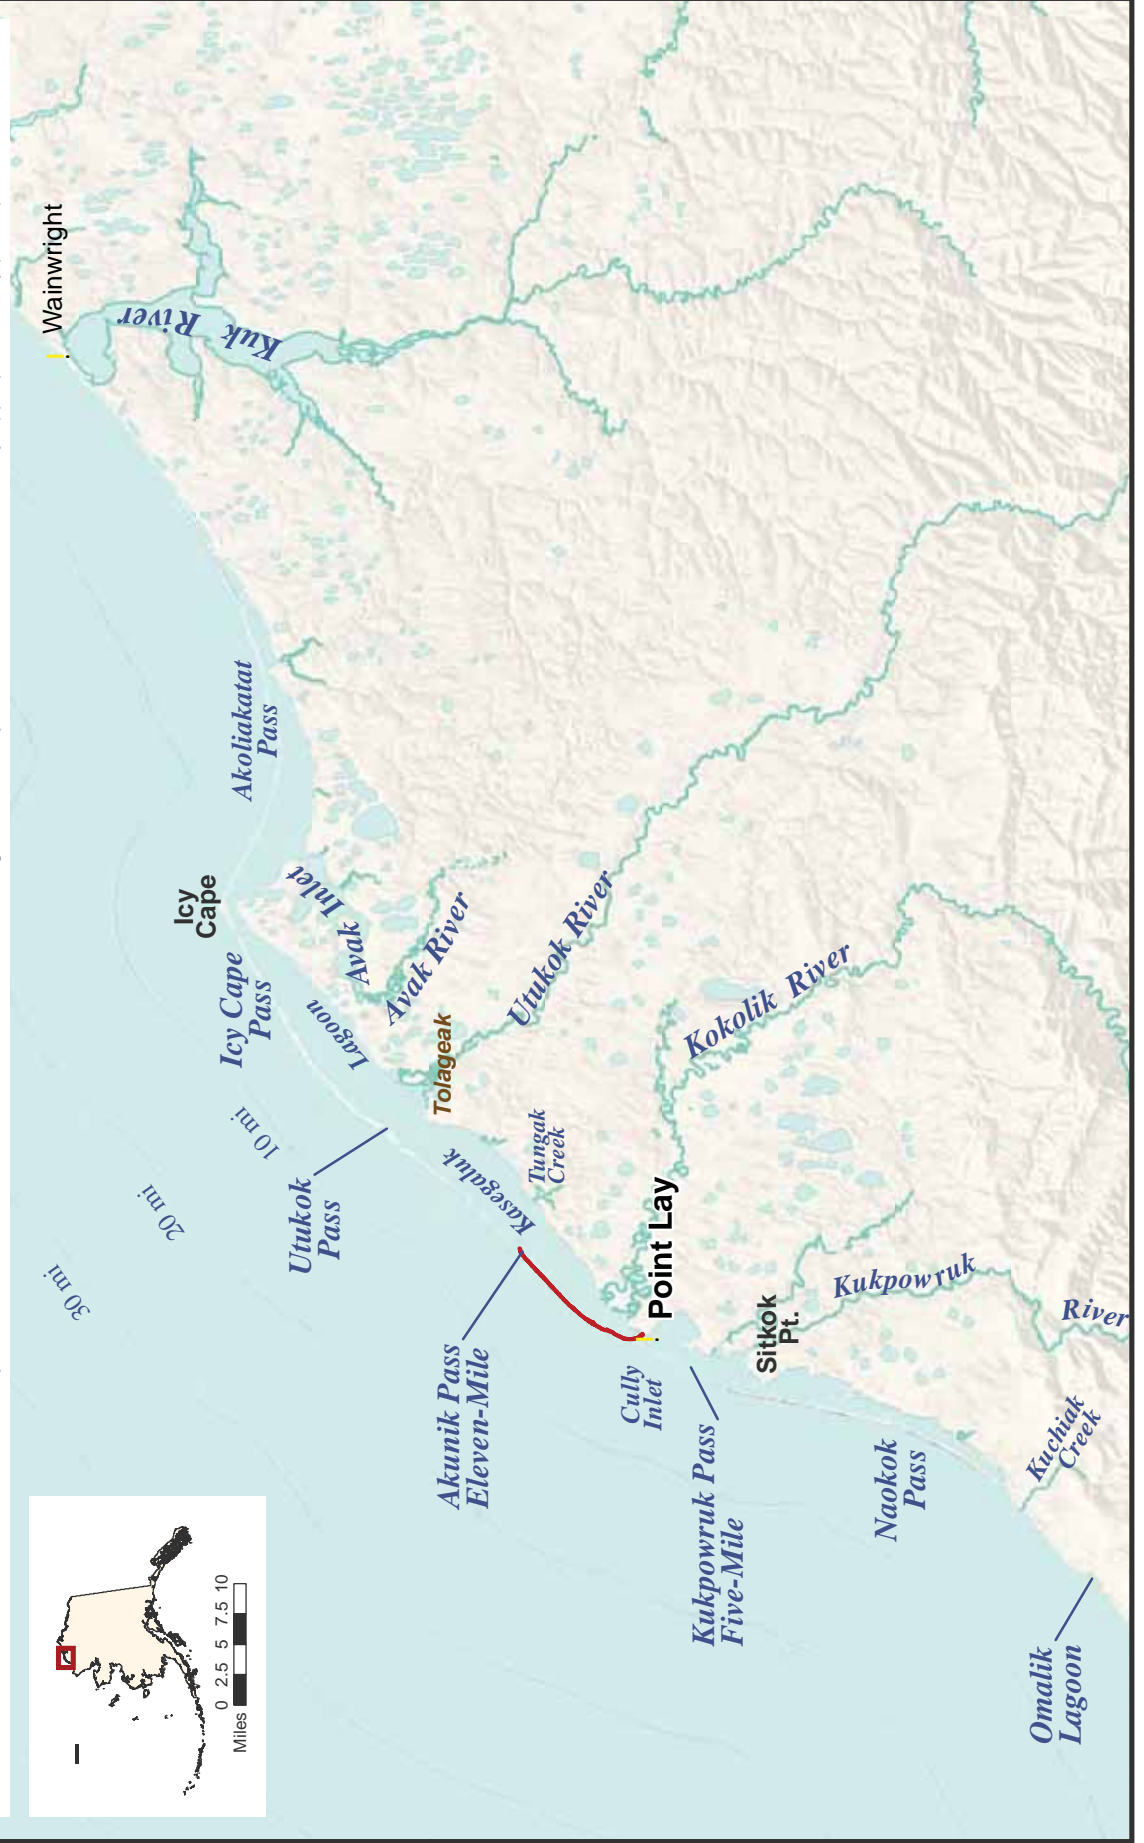 Wainwright
Kuk River
Akoliakatat
Pass
Icy
Cape
Icy Cape
Pass
Avak Inlet
Avak River
Lagoon
Tolageak
Utukok River
Kokolik River
10 mi
20 mi
30 mi
Utukok
Pass
Kasegaluk
Tungak
Creek
Akunik Pass
Eleven-Mile
Point Lay
Cully
Inlet
Sitkok
Pt.
Kukpowruk
River
Kukpowruk Pass
Five-Mile
Naokok
Pass
Kuchiak
Creek
Omalik
Lagoon
0 2.5 5 7.5 10
Miles